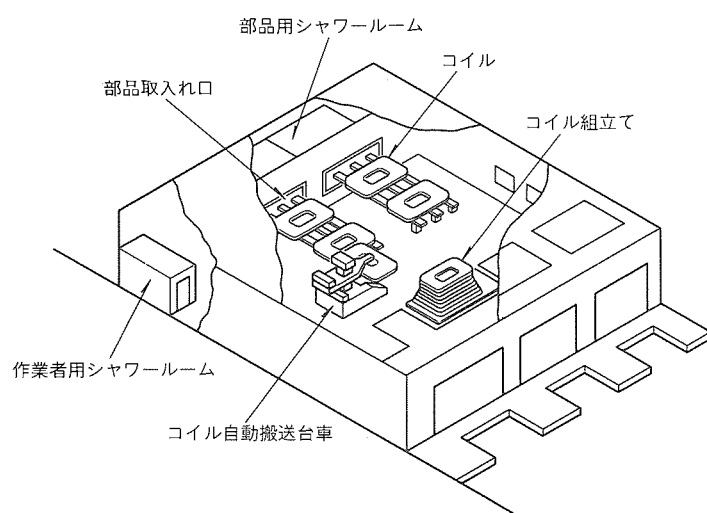 部品用シャワールーム
コイル
部品取入れ口
コイル組立て
作業者用シャワールーム
コイル自動搬送台車